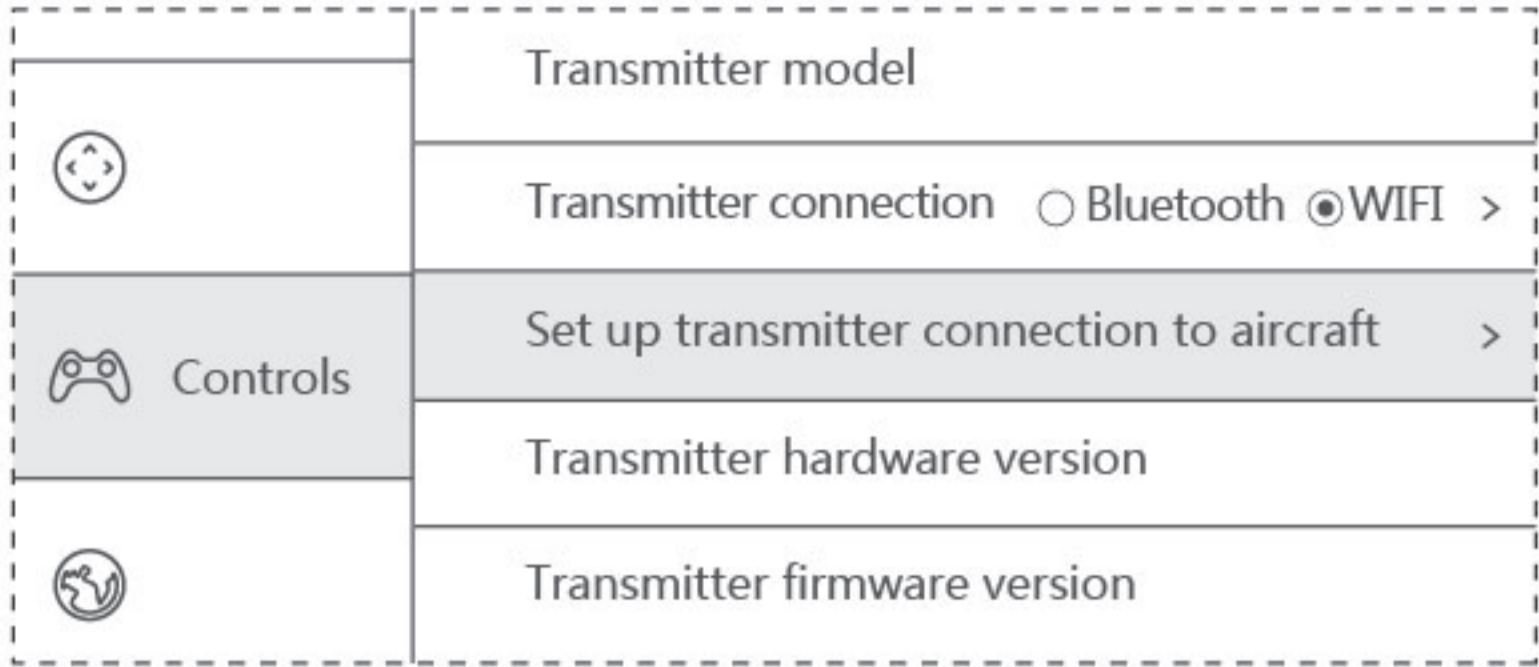 Transmitter model
Transmitter connection Bluetooth WIFI >
Controls
Set up transmitter connection to aircraft >
Transmitter hardware version
Transmitter firmware version